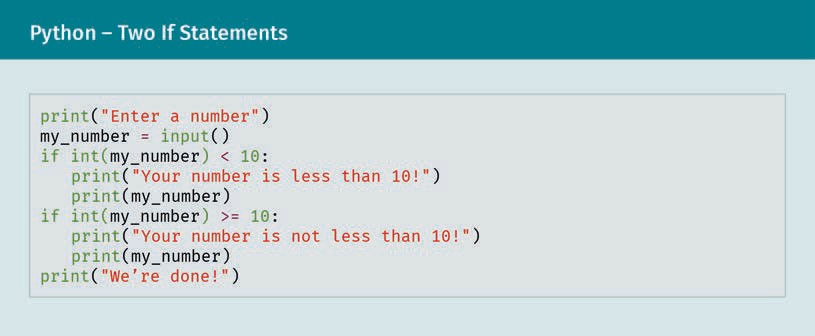 Python – Two If Statements
print("Enter a number")
my_number = input()
if int(my_number) < 10:
   print("Your number is less than 10!")
   print(my_number)
if int(my_number) >= 10:
   print("Your number is not less than 10!")
   print(my_number)
print("We’re done!")